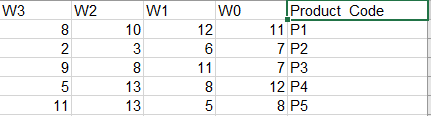 W3 W2 W1 W0 Product Code
8 10 12 11 P1
2 3 6 7 P2
9 8 11 7 P3
5 13 8 12 P4
11 13 5 8 P5